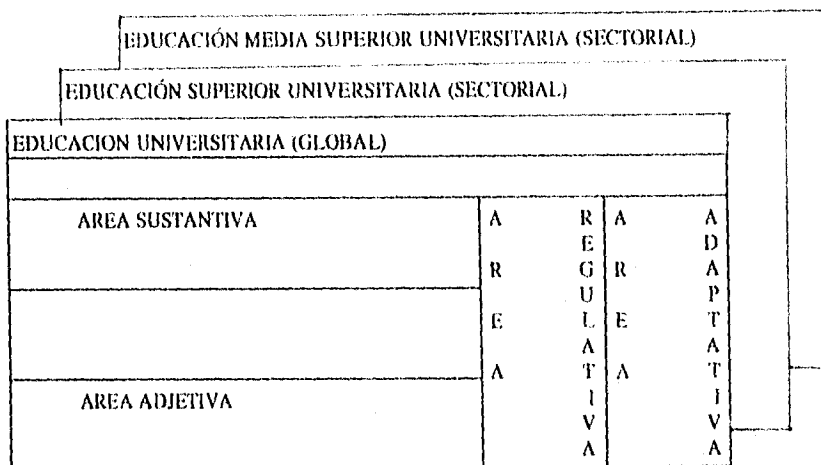 EDUCACIÓN MEDIA SUPERIOR UNIVERSITARIA (SECTORIAL)
EDUCACIÓN SUPERIOR UNIVERSITARIA (SECTORIAL)
EDUCACION UNIVERSITARIA (GLOBAL)
AREA SUSTANTIVA
AREA REGULATIVA
AREA ADAPTATIVA
AREA ADJETIVA